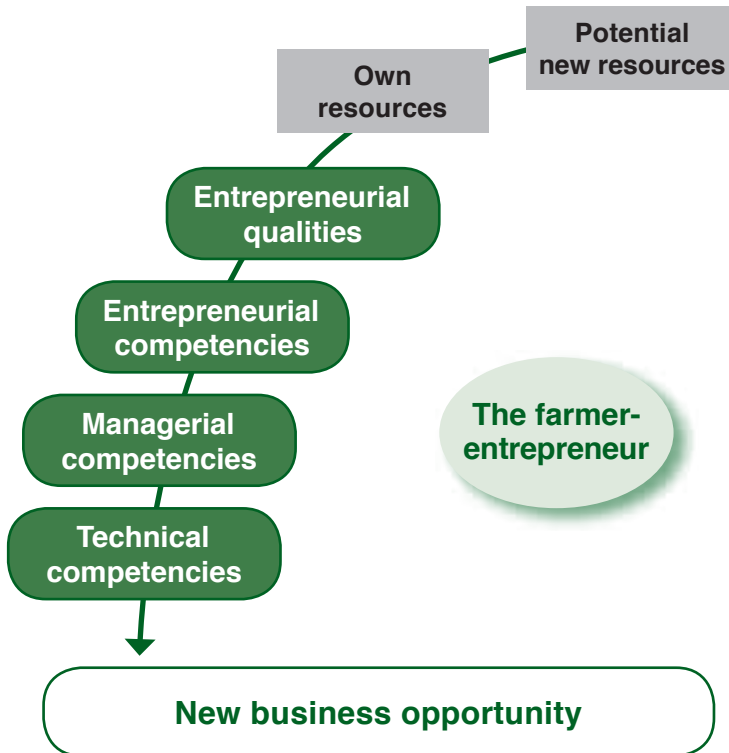 Potential
new resources
Own
resources
Entrepreneurial
qualities
Entrepreneurial
competencies
Managerial
competencies
The farmer-
entrepreneur
Technical
competencies
New business opportunity